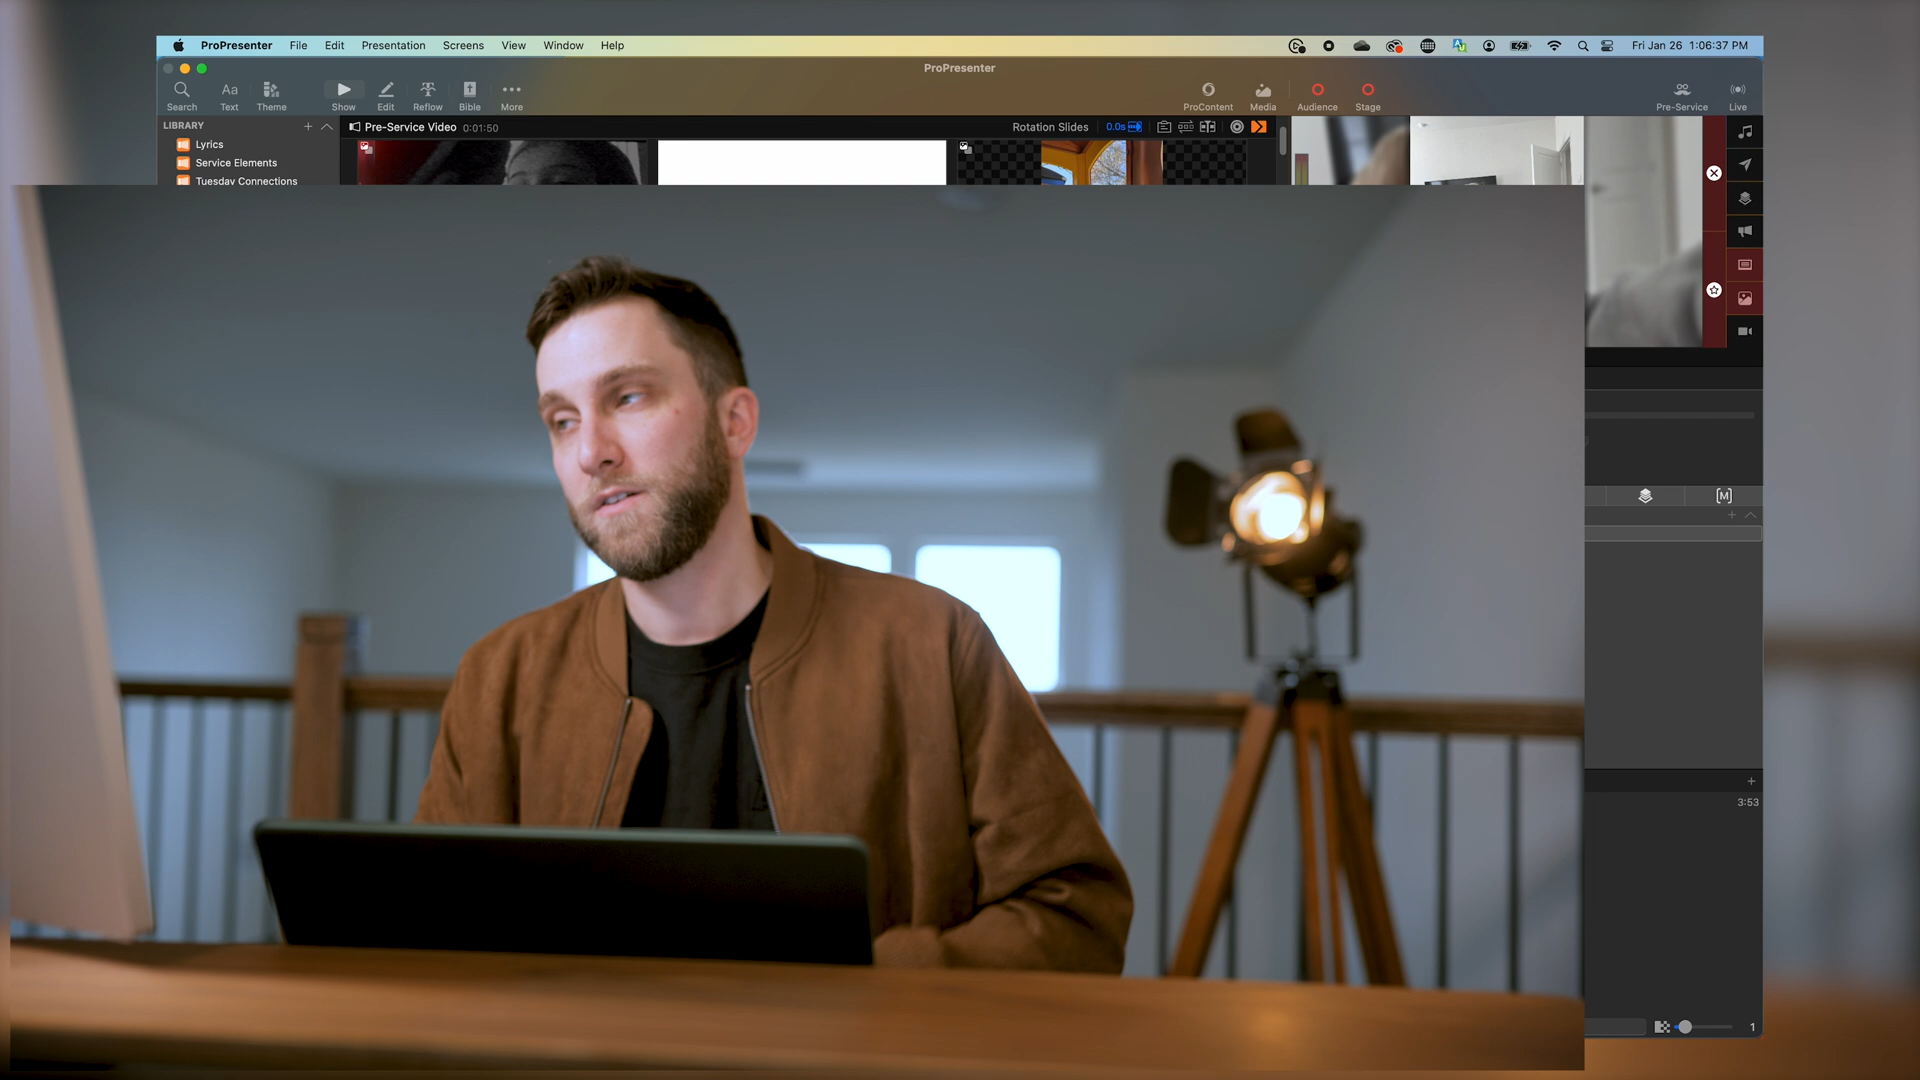 ProPresenter File Edit Presentation Screens View Window Help Fri Jan 26 1:06:37 PM
ProPresenter
Search Text Theme Show Edit Reflow Bible More ProContent Media Audience Stage Pre-Service Live
LIBRARY Pre-Service Video 0:01:50 Rotation Slides 0.0s
Lyrics
Service Elements
Tuesday Connections
[M]
3:53
1